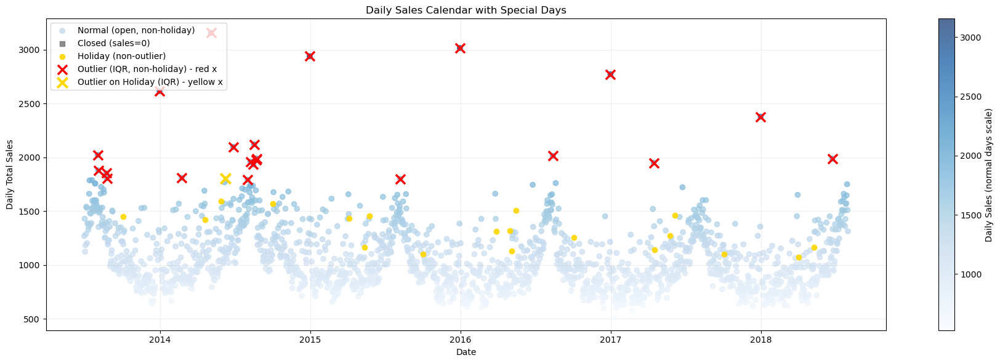 Daily Sales Calendar with Special Days
Normal (open, non-holiday)
Closed (sales=0)
Holiday (non-outlier)
Outlier (IQR, non-holiday) - red x
Outlier on Holiday (IQR) - yellow x
Daily Total Sales
3000
2500
2000
1500
1000
500
2014
2015
2016
2017
2018
Date
3000
2500
2000
1500
1000
Daily Sales (normal days scale)